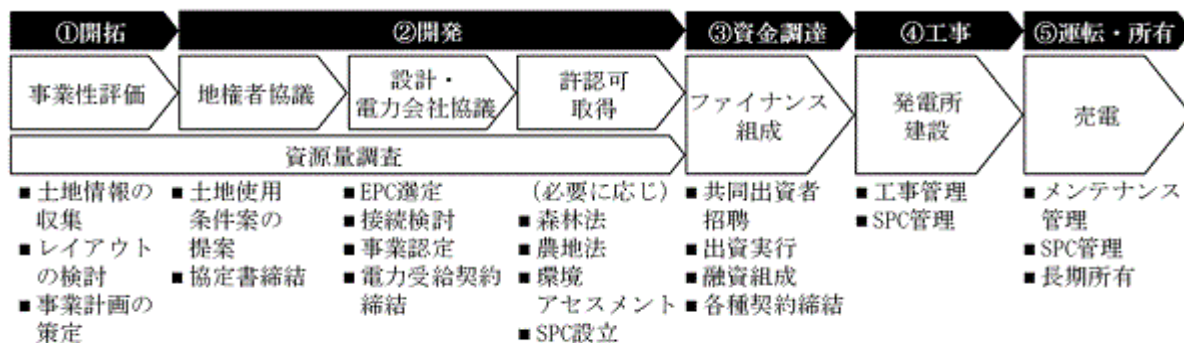 ①開拓
②開発
③資金調達
④工事
⑤運転・所有
事業性評価
地権者協議
設計・
電力会社協議
許認可
取得
ファイナンス
組成
発電所
建設
売電
資源量調査
■土地情報の
収集
■レイアウト
の検討
■事業計画の
策定
■土地使用
条件案の
提案
■協定書締結
■EPC選定
■接続検討
■事業認定
■電力受給契約
締結
(必要に応じ)
■森林法
■農地法
■環境
アセスメント
■SPC設立
■共同出資者
招聘
■出資実行
■融資組成
■各種契約締結
■工事管理
■SPC管理
■メンテナンス
管理
■SPC管理
■長期所有